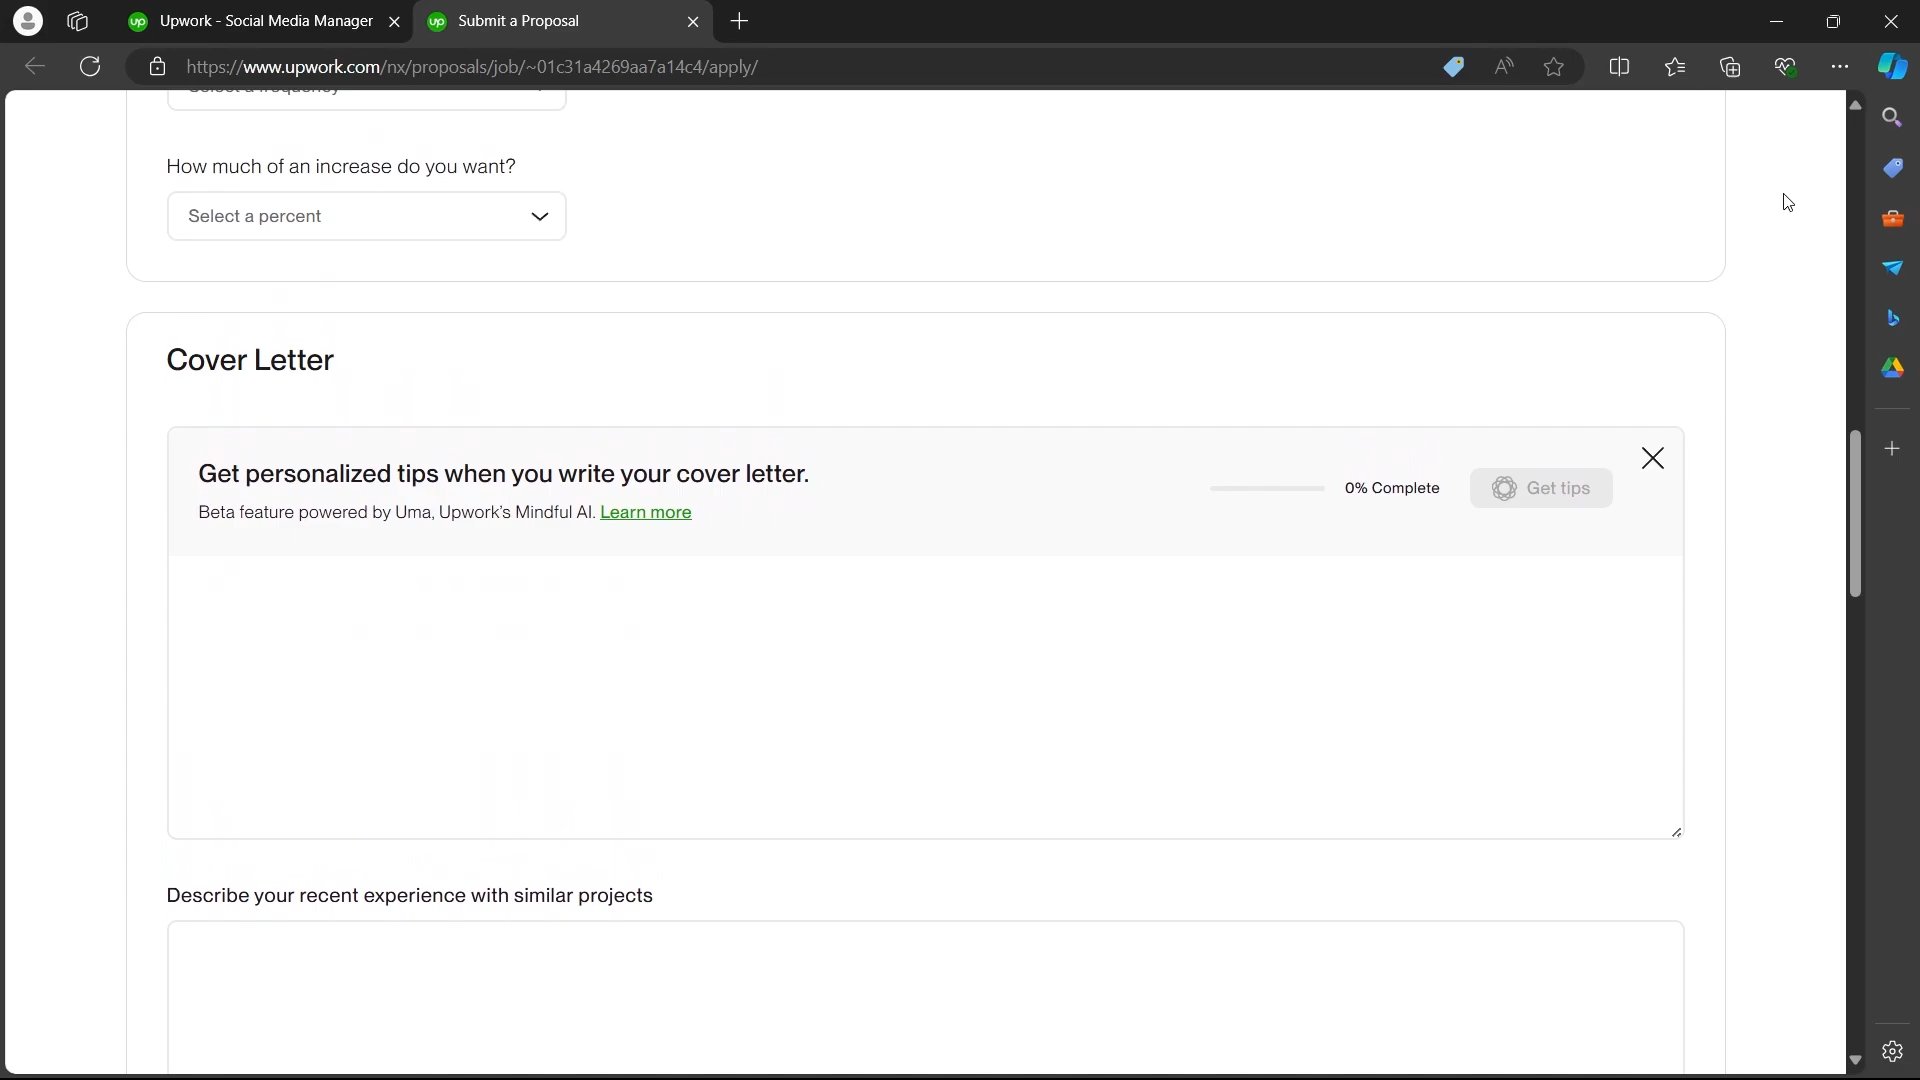 Upwork - Social Media Manager
Submit a Proposal
https://www.upwork.com/nx/proposals/job/~01c31a4269aa7a14c4/apply/
How much of an increase do you want?
Select a percent
Cover Letter
Get personalized tips when you write your cover letter.
Beta feature powered by Uma, Upwork's Mindful AI. Learn more
0% Complete
Get tips
Describe your recent experience with similar projects